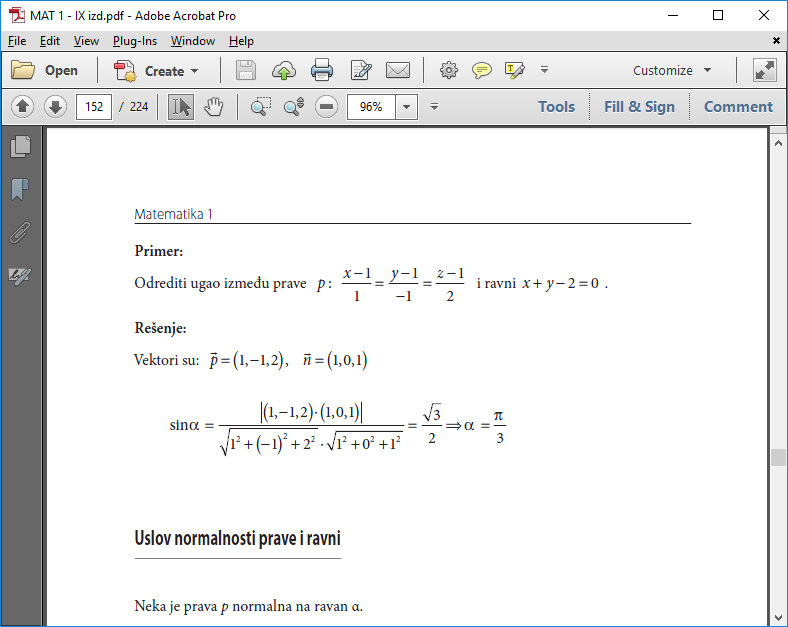 MAT 1 - IX izd.pdf - Adobe Acrobat Pro
File Edit View Plug-Ins Window Help
Open Create Customize
152 / 224 96% Tools Fill & Sign Comment
Matematika 1
Primer:
Odrediti ugao između prave p : (x−1)/1 = (y−1)/−1 = (z−1)/2 i ravni x + y − 2 = 0 .
Rešenje:
Vektori su: p⃗ = (1,−1,2), n⃗ = (1,0,1)
sinα = |(1,−1,2)·(1,0,1)| / (√(1² + (−1)² + 2²) · √(1² + 0² + 1²)) = √3/2 ⇒ α = π/3
Uslov normalnosti prave i ravni
Neka je prava p normalna na ravan α.